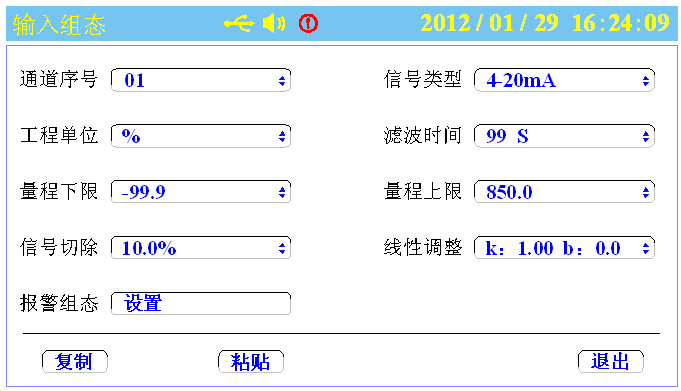 输入组态 2012/01/29 16:24:09
通道序号 01 信号类型 4-20mA
工程单位 % 滤波时间 99 S
量程下限 -99.9 量程上限 850.0
信号切除 10.0% 线性调整 k：1.00 b：0.0
报警组态 设置
复制 粘贴 退出